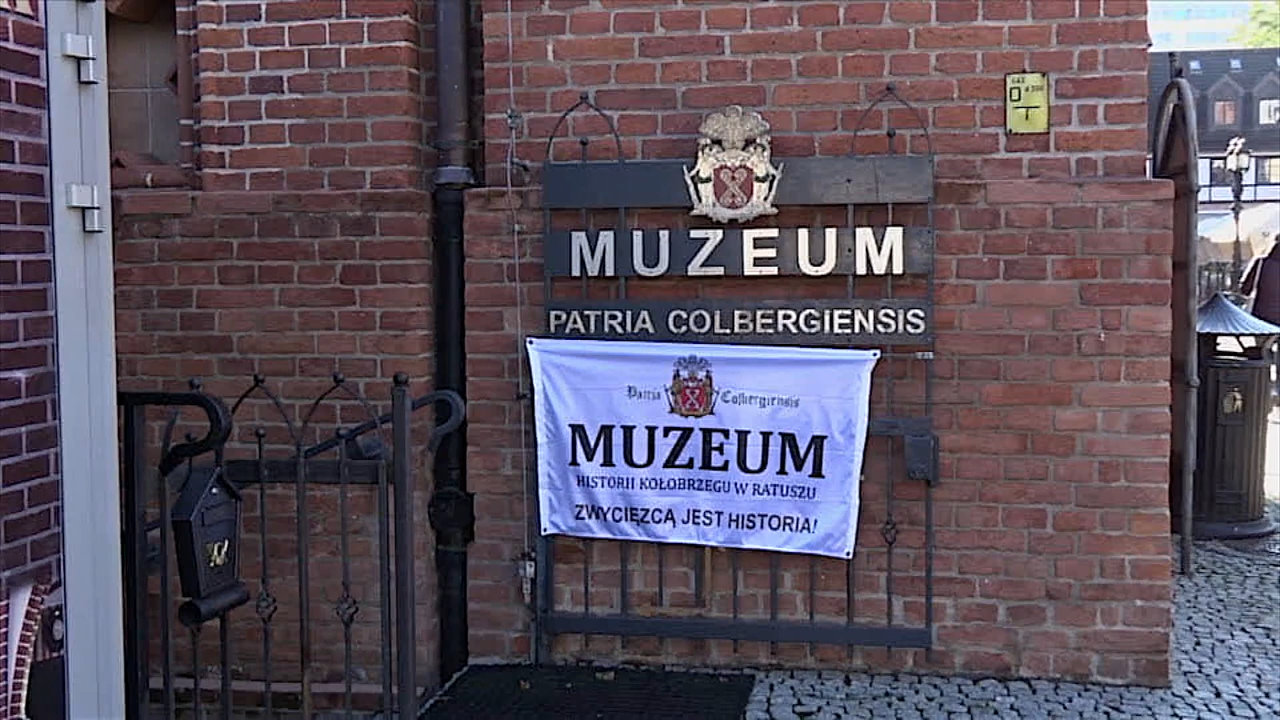 MUZEUM
PATRIA COLBERGIENSIS
Patria Colbergiensis
MUZEUM
HISTORII KOŁOBRZEGU W RATUSZU
ZWYCIĘZCĄ JEST HISTORIA!